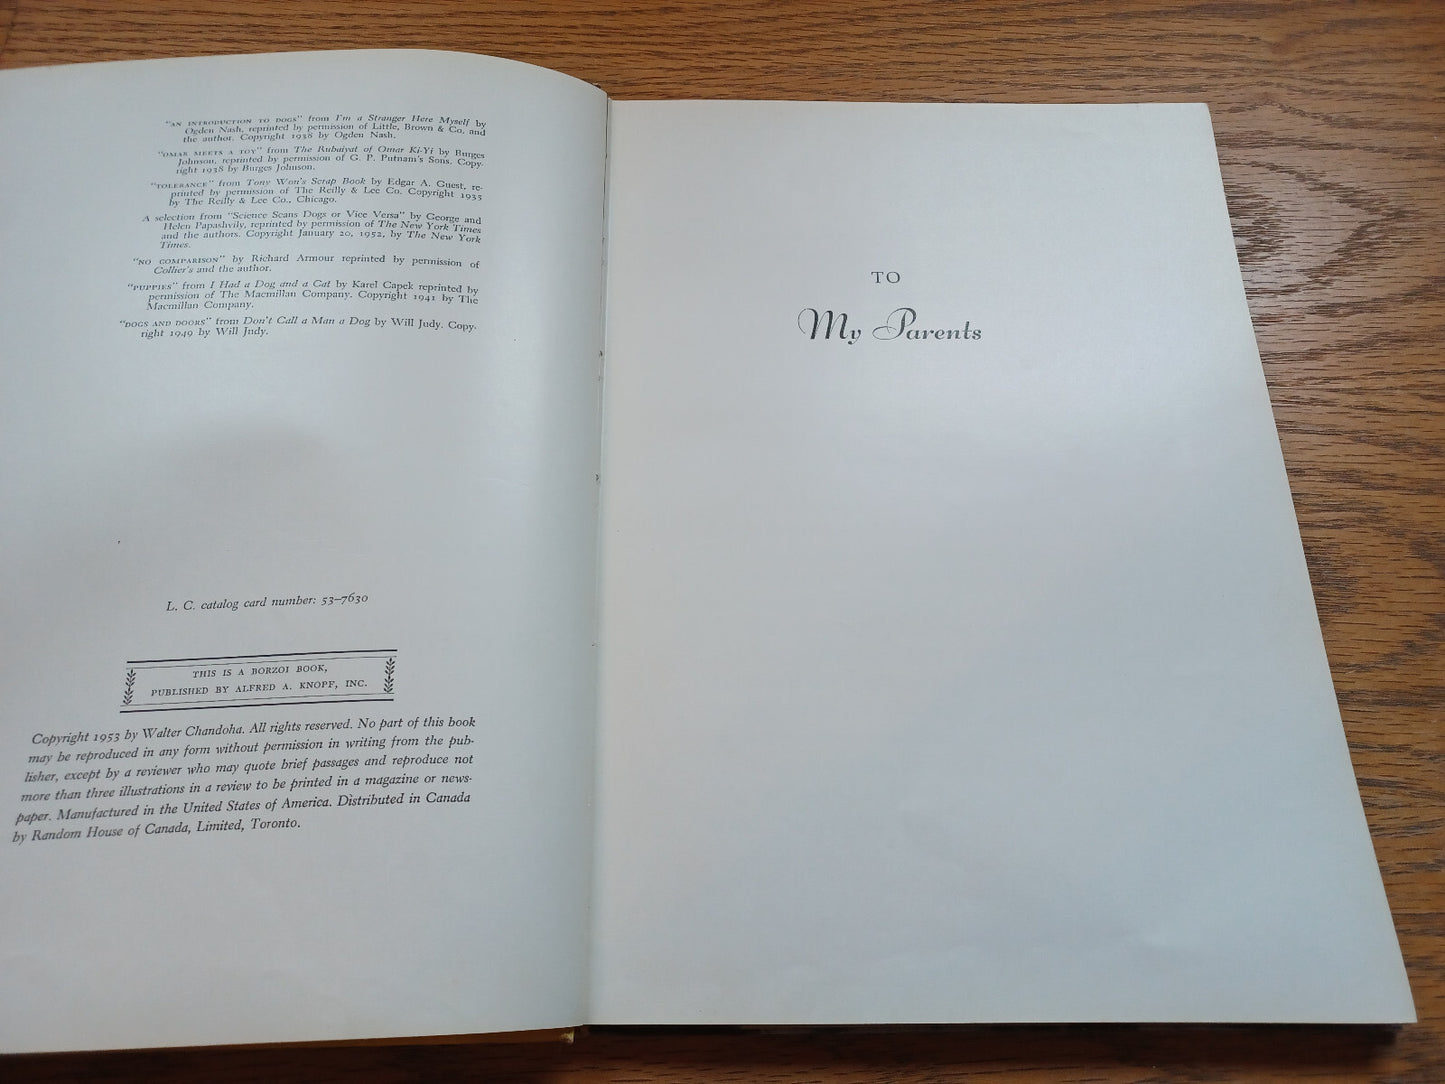 "AN INTRODUCTION TO DOGS" from I'm a Stranger Here Myself by
Ogden Nash, reprinted by permission of Little, Brown & Co. and
the author. Copyright 1938 by Ogden Nash.
"OMAR MEETS A TOY" from The Rubaiyat of Omar Ki-Yi by Burges
Johnson, reprinted by permission of G. P. Putnam's Sons. Copy-
right 1938 by Burges Johnson.
"TOLERANCE" from Tony Won's Scrap Book by Edgar A. Guest, re-
printed by permission of The Reilly & Lee Co. Copyright 1935
by The Reilly & Lee Co., Chicago.
A selection from "Science Scans Dogs or Vice Versa" by George and
Helen Papashvily, reprinted by permission of The New York Times
and the authors. Copyright January 20, 1952, by The New York
Times.
"NO COMPARISON" by Richard Armour reprinted by permission of
Collier's and the author.
"PUPPIES" from I Had a Dog and a Cat by Karel Capek reprinted by
permission of The Macmillan Company. Copyright 1941 by The
Macmillan Company.
"DOGS AND DOORS" from Don't Call a Man a Dog by Will Judy. Copy-
right 1949 by Will Judy.
L. C. catalog card number: 53-7630
THIS IS A BORZOI BOOK,
PUBLISHED BY ALFRED A. KNOPF, INC.
Copyright 1953 by Walter Chandoha. All rights reserved. No part of this book
may be reproduced in any form without permission in writing from the pub-
lisher, except by a reviewer who may quote brief passages and reproduce not
more than three illustrations in a review to be printed in a magazine or news-
paper. Manufactured in the United States of America. Distributed in Canada
by Random House of Canada, Limited, Toronto.
TO
My Parents